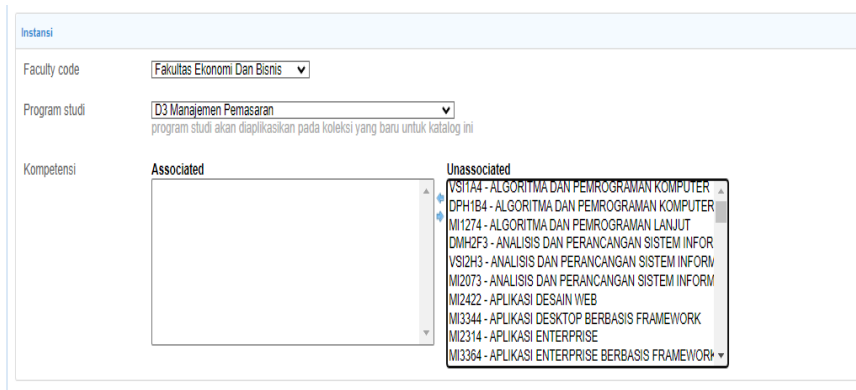 Instansi
Faculty code
Fakultas Ekonomi Dan Bisnis
Program studi
D3 Manajemen Pemasaran
program studi akan diaplikasikan pada koleksi yang baru untuk katalog ini
Kompetensi
Associated
Unassociated
VSI1A4 - ALGORITMA DAN PEMROGRAMAN KOMPUTER
DPH1B4 - ALGORITMA DAN PEMROGRAMAN KOMPUTER
MI1274 - ALGORITMA DAN PEMROGRAMAN LANJUT
DMH2F3 - ANALISIS DAN PERANCANGAN SISTEM INFOR
VSI2H3 - ANALISIS DAN PERANCANGAN SISTEM INFORM
MI2073 - ANALISIS DAN PERANCANGAN SISTEM INFORM
MI2422 - APLIKASI DESAIN WEB
MI3344 - APLIKASI DESKTOP BERBASIS FRAMEWORK
MI2314 - APLIKASI ENTERPRISE
MI3364 - APLIKASI ENTERPRISE BERBASIS FRAMEWORK